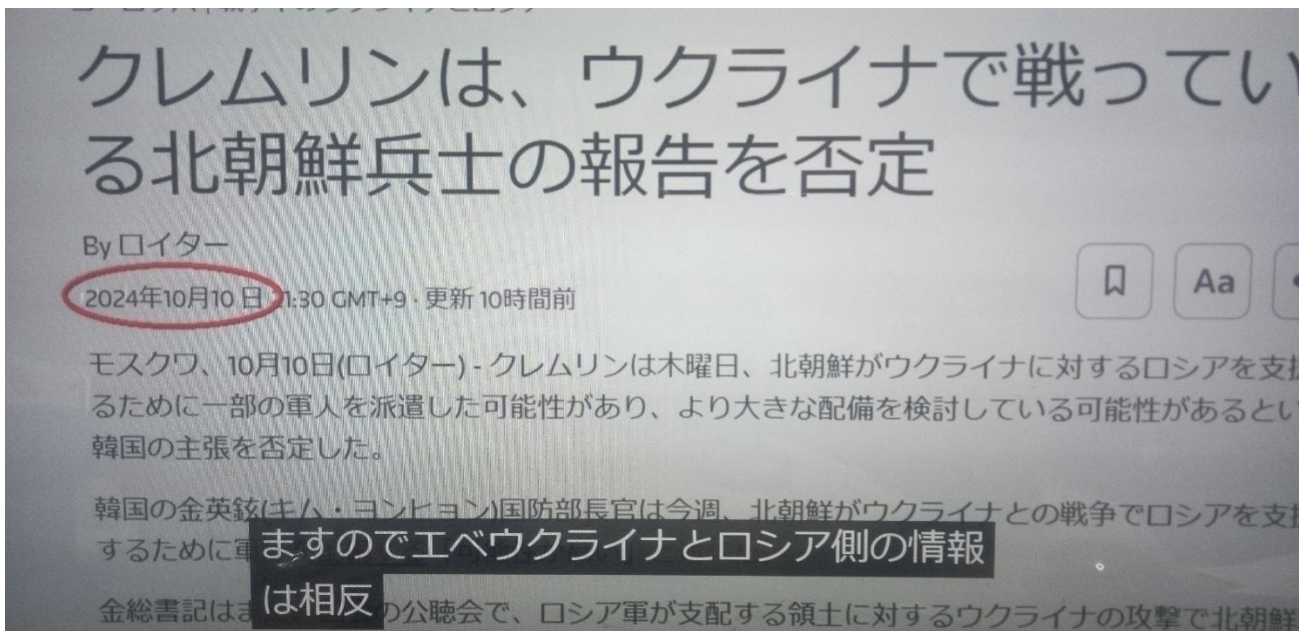 クレムリンは、ウクライナで戦ってい
る北朝鮮兵士の報告を否定
By ロイター
2024年10月10日 1:30 GMT+9・更新 10時間前
Aa
モスクワ、10月10日(ロイター) - クレムリンは木曜日、北朝鮮がウクライナに対するロシアを支援
るために一部の軍人を派遣した可能性があり、より大きな配備を検討している可能性があるとい
韓国の主張を否定した。
韓国の金英鉉(キム・ヨンヒョン)国防部長官は今週、北朝鮮がウクライナとの戦争でロシアを支援
するために軍
ますのでエベウクライナとロシア側の情報
は相反
金総書記はま の公聴会で、ロシア軍が支配する領土に対するウクライナの攻撃で北朝鮮